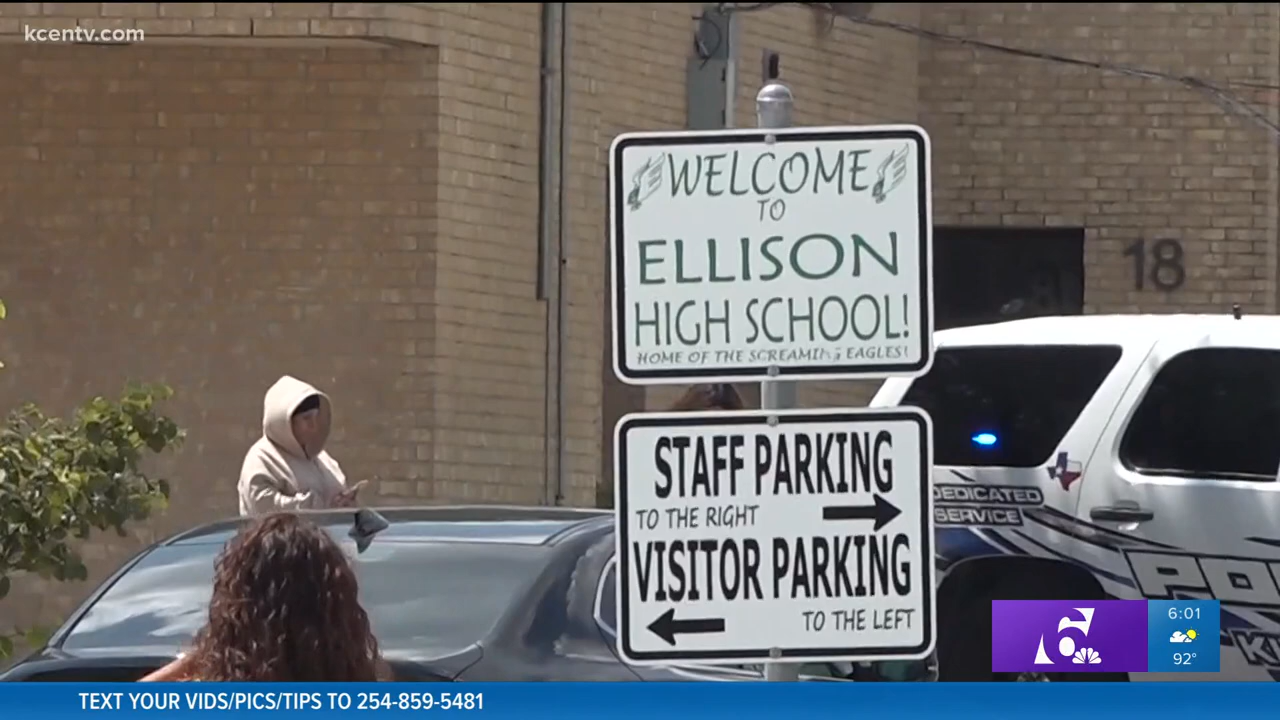 kcentv.com
WELCOME
TO
ELLISON
HIGH SCHOOL!
HOME OF THE SCREAMING EAGLES!
18
STAFF PARKING
TO THE RIGHT
VISITOR PARKING
TO THE LEFT
DEDICATED
SERVICE
6
6:01
92°
TEXT YOUR VIDS/PICS/TIPS TO 254-859-5481